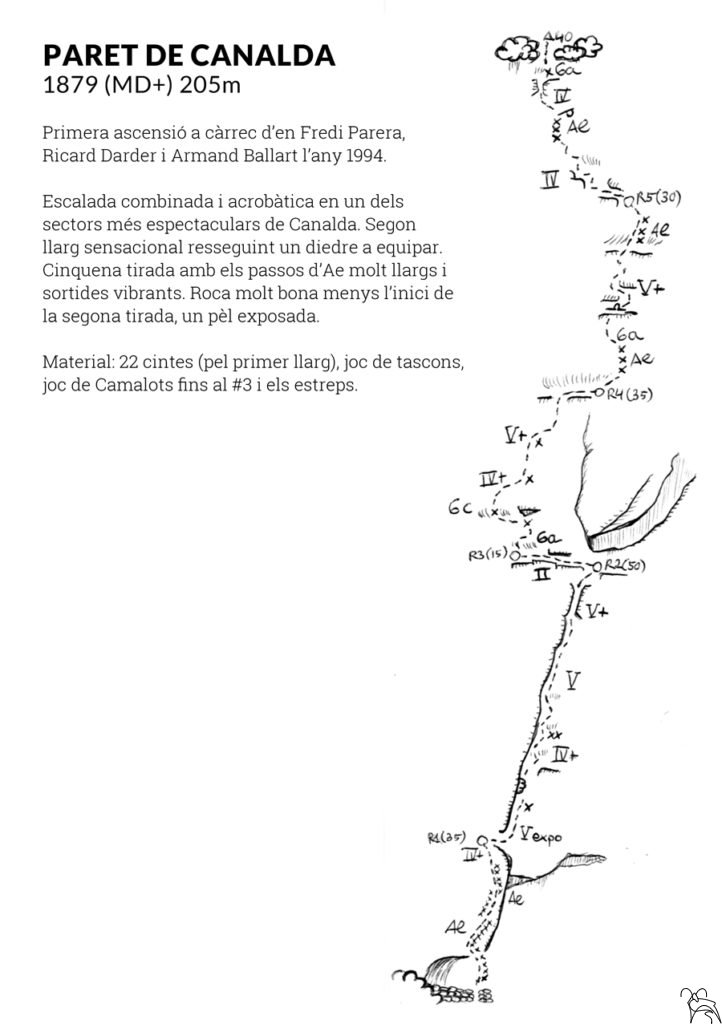 PARET DE CANALDA
1879 (MD+) 205m
Primera ascensió a càrrec d'en Fredi Parera,
Ricard Darder i Armand Ballart l'any 1994.
Escalada combinada i acrobàtica en un dels
sectors més espectaculars de Canalda. Segon
llarg sensacional resseguint un diedre a equipar.
Cinquena tirada amb els passos d'Ae molt llargs i
sortides vibrants. Roca molt bona menys l'inici de
la segona tirada, un pèl exposada.
Material: 22 cintes (pel primer llarg), joc de tascons,
joc de Camalots fins al #3 i els estreps.
A40
6a
IV
Ae
IV
R5(30)
Ae
V+
6a
Ae
R4(35)
V+
IV+
6c
6a
R3(15)
R2(50)
II
V+
V
IV+
V expo
R1(35)
IV+
Ae
Ae